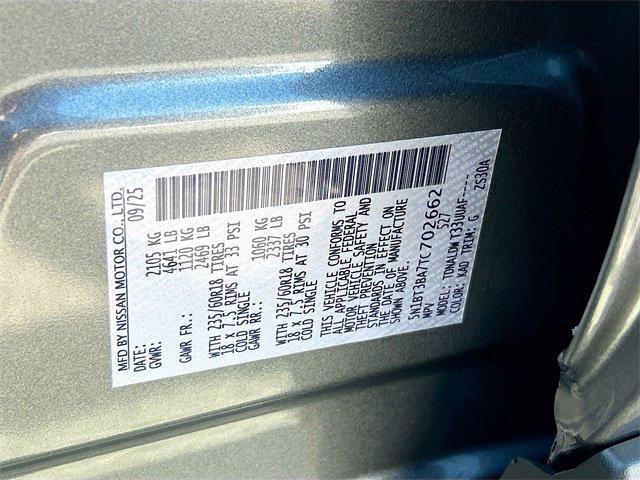 MFD BY NISSAN MOTOR CO., LTD.
DATE: 09/25
GVWR: 2105 KG
4641 LB
GAWR FR.: 1120 KG
2469 LB
WITH 235/60R18 TIRES
18 X 7.5 RIMS AT 33 PSI
COLD SINGLE
GAWR RR.: 1060 KG
2337 LB
WITH 235/60R18 TIRES
18 X 7.5 RIMS AT 30 PSI
COLD SINGLE
THIS VEHICLE CONFORMS TO
ALL APPLICABLE FEDERAL
MOTOR VEHICLE SAFETY AND
THEFT PREVENTION
STANDARDS IN EFFECT ON
THE DATE OF MANUFACTURE
SHOWN ABOVE.
5N1BT3BA7TC702662
MPV 527
MODEL: TDWALDW T33UUAF-----
COLOR: KAD TRIM: G ZS30A